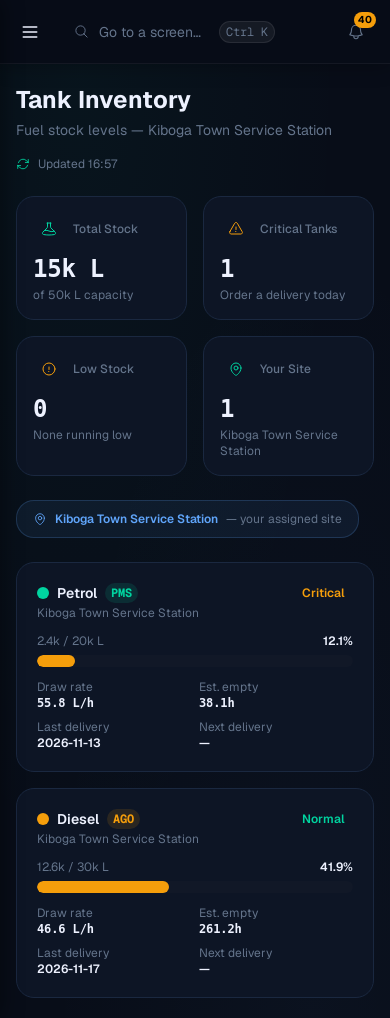 Go to a screen... Ctrl K
40
Tank Inventory
Fuel stock levels — Kiboga Town Service Station
Updated 16:57
Total Stock
15k L
of 50k L capacity
Critical Tanks
1
Order a delivery today
Low Stock
0
None running low
Your Site
1
Kiboga Town Service
Station
Kiboga Town Service Station — your assigned site
Petrol PMS Critical
Kiboga Town Service Station
2.4k / 20k L 12.1%
Draw rate Est. empty
55.8 L/h 38.1h
Last delivery Next delivery
2026-11-13 —
Diesel AGO Normal
Kiboga Town Service Station
12.6k / 30k L 41.9%
Draw rate Est. empty
46.6 L/h 261.2h
Last delivery Next delivery
2026-11-17 —